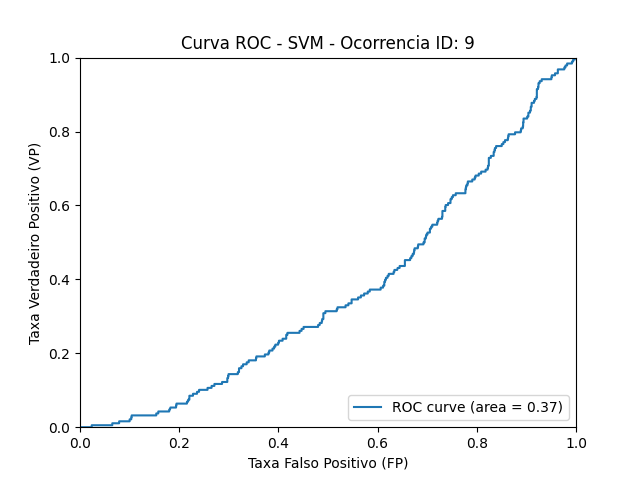 Curva ROC - SVM - Ocorrencia ID: 9
Taxa Verdadeiro Positivo (VP)
1.0
0.8
0.6
0.4
0.2
0.0
ROC curve (area = 0.37)
0.0 0.2 0.4 0.6 0.8 1.0
Taxa Falso Positivo (FP)